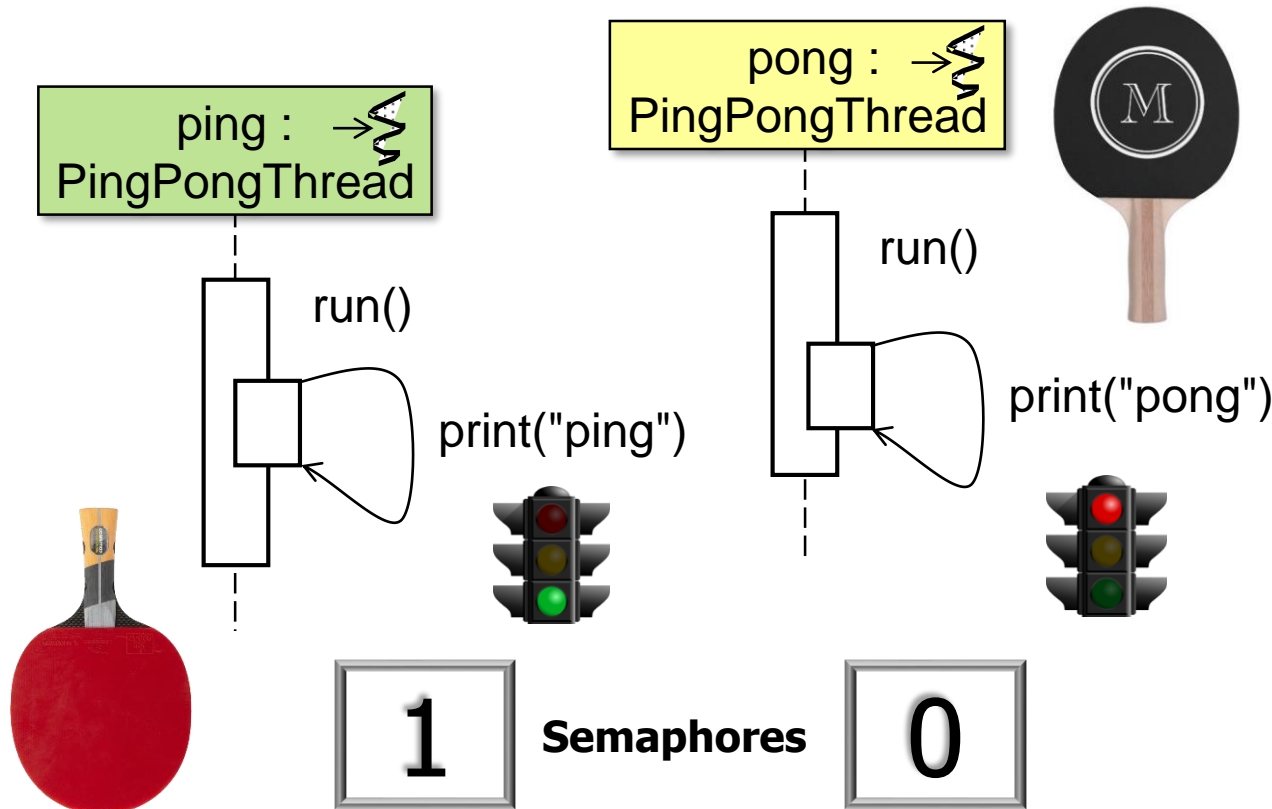 ping :
PingPongThread
run()
print("ping")
pong :
PingPongThread
run()
print("pong")
M
1
Semaphores
0